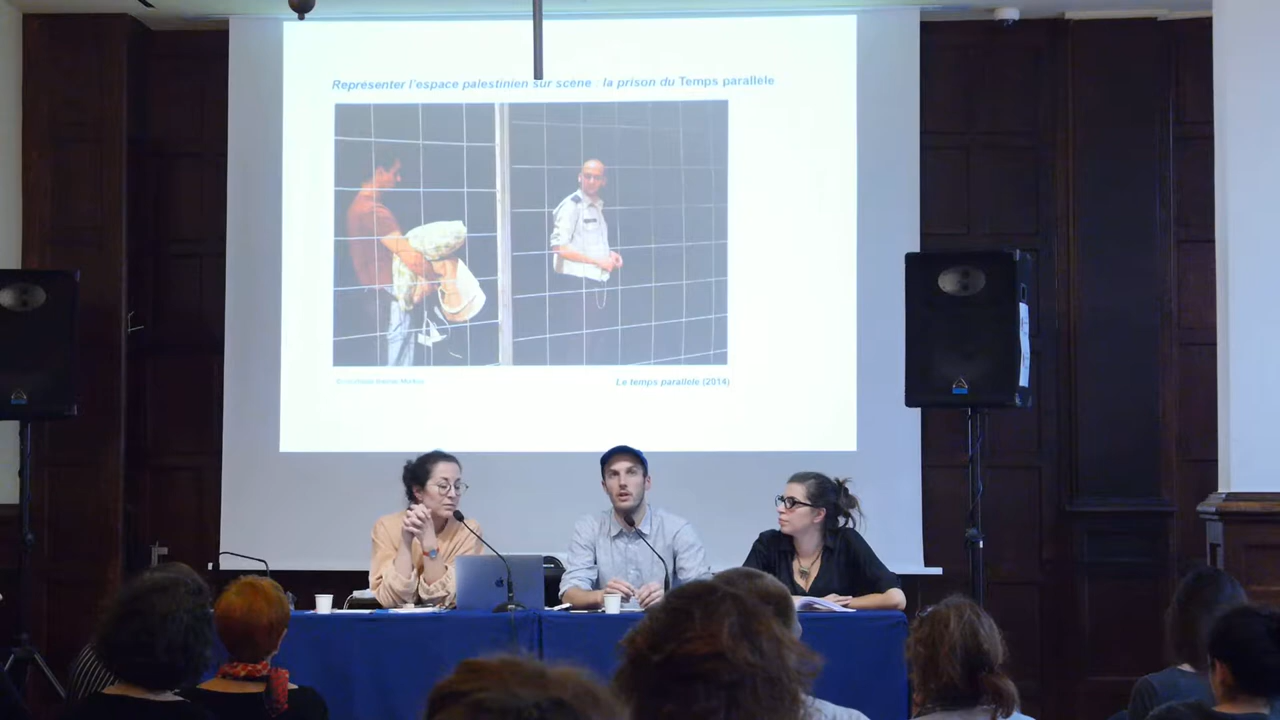 Représenter l'espace palestinien sur scène : la prison du Temps parallèle
Le temps parallèle (2014)